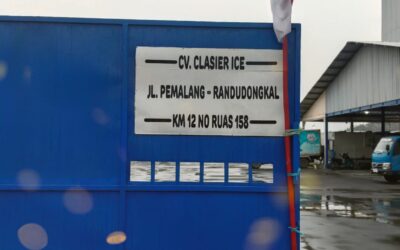 CV. CLASIER ICE
JL. PEMALANG - RANDUDONGKAL
KM 12 NO RUAS 158